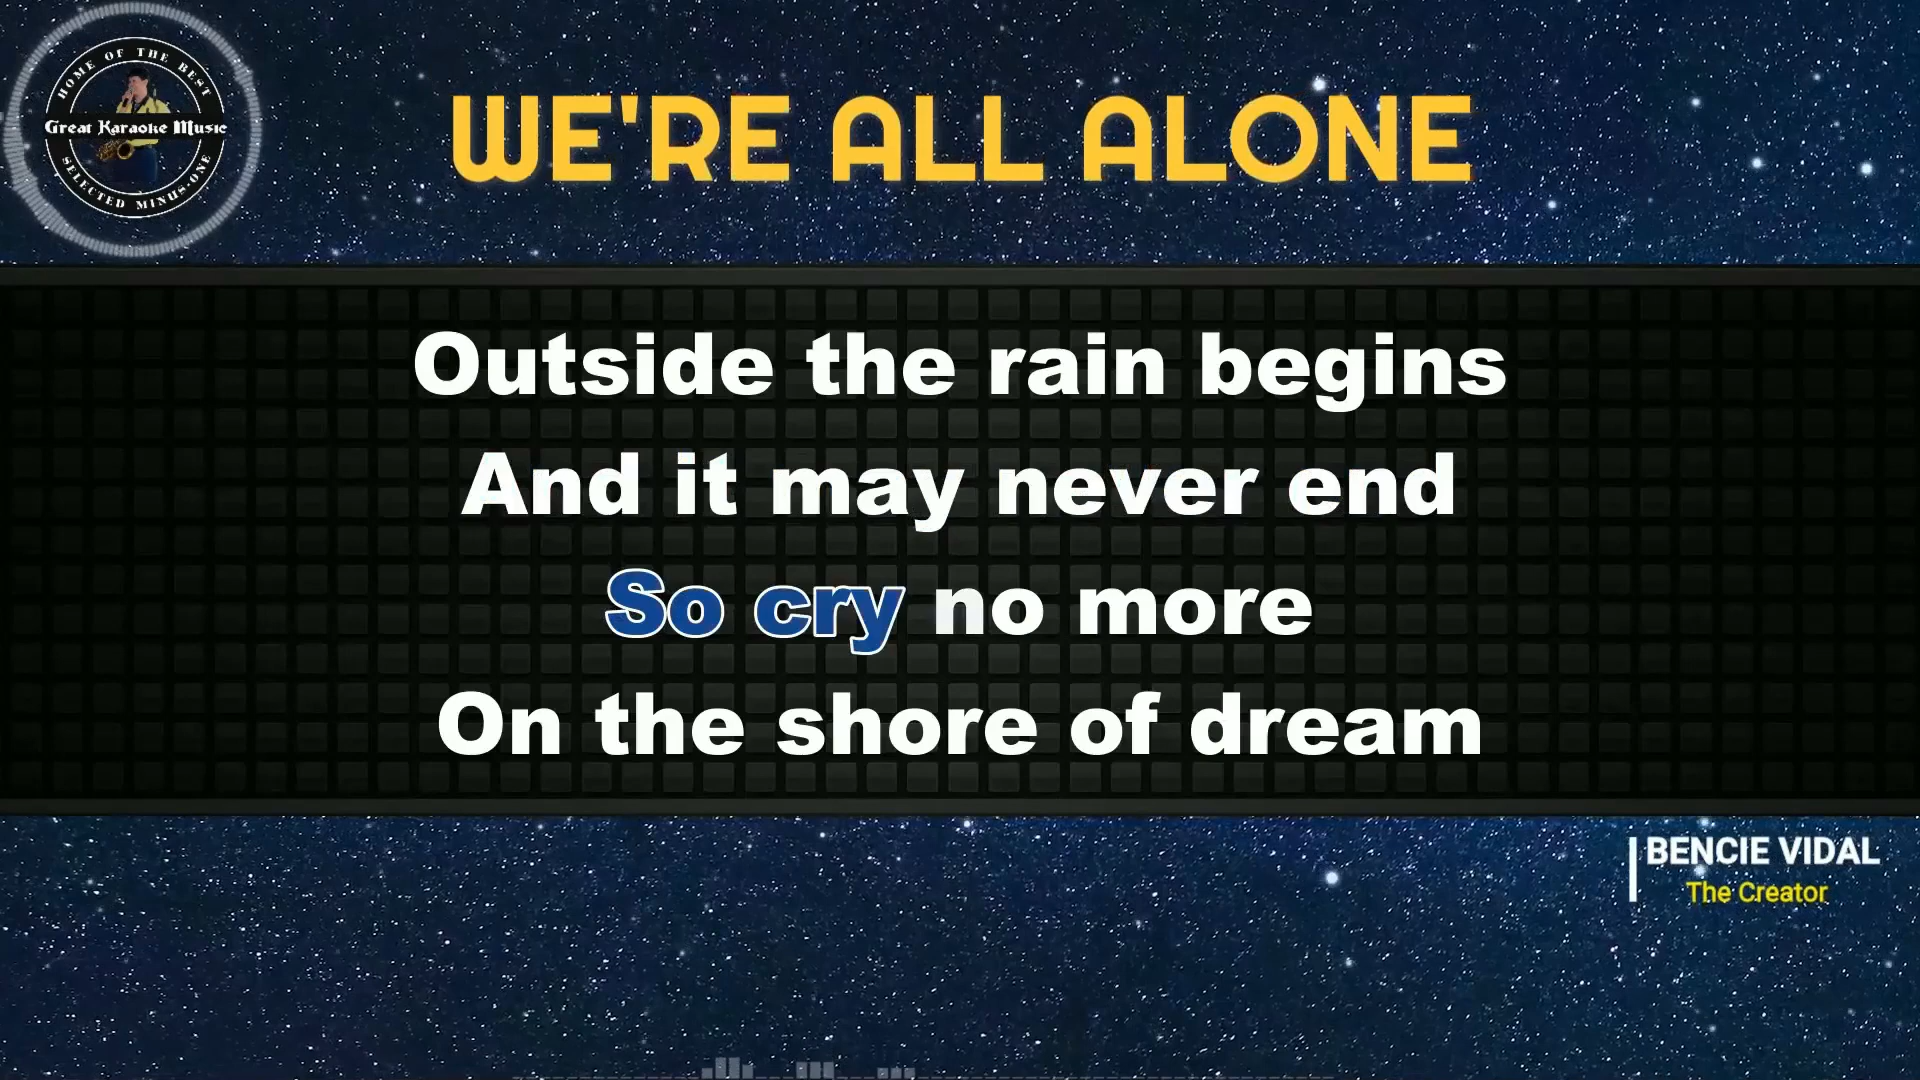 HOME OF THE BEST
Great Karaoke Music
SELECTED MINUS-ONE
WE'RE ALL ALONE
Outside the rain begins
And it may never end
So cry no more
On the shore of dream
BENCIE VIDAL
The Creator